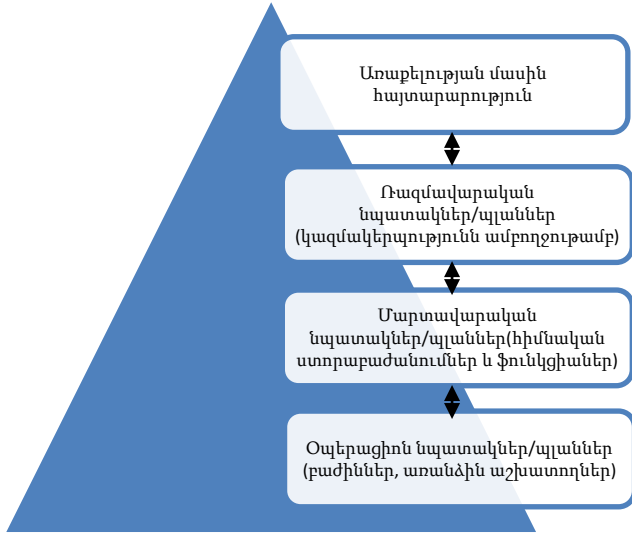 Առաքելության մասին
հայտարարություն
Ռազմավարական
նպատակներ/պլաններ
(կազմակերպությունն ամբողջութամբ)
Մարտավարական
նպատակներ/պլաններ(հիմնական
ստորաբաժանումներ և ֆունկցիաներ)
Օպերացիոն նպատակներ/պլաններ
(բաժիններ, առանձին աշխատողներ)